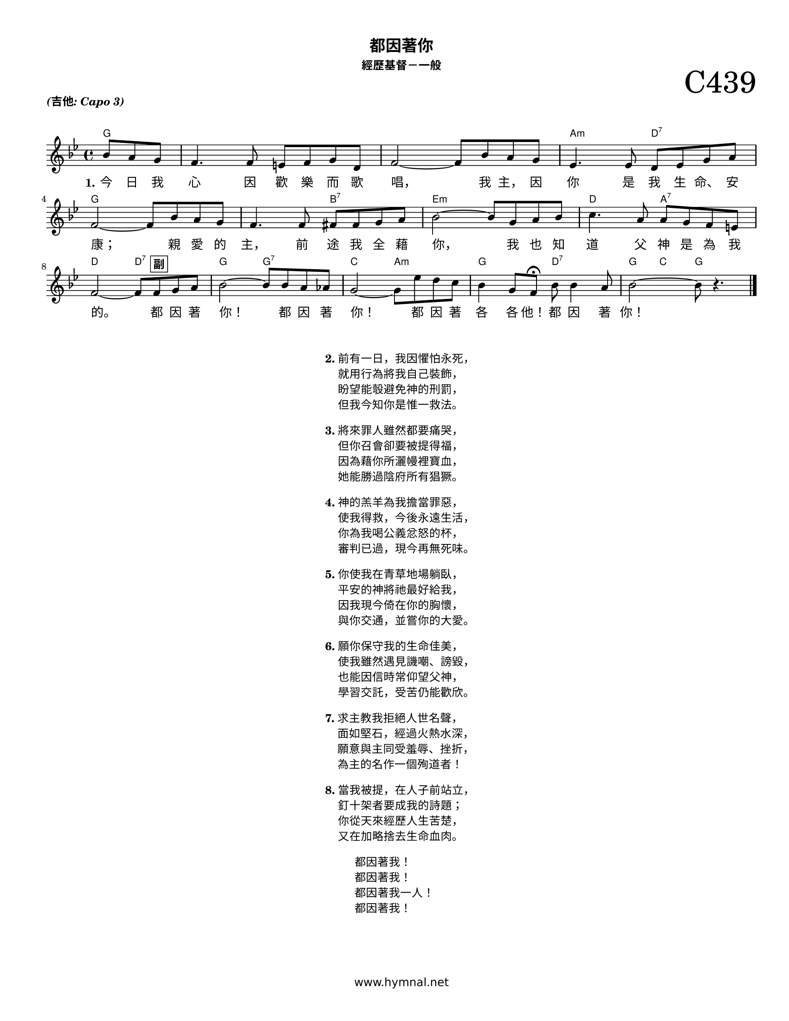 都因著你
經歷基督－一般
C439
(吉他: Capo 3)
G Am D7
1. 今 日 我 心 因 歡 樂 而 歌 唱， 我 主， 因 你 是 我 生 命、 安
4 G B7 Em D A7
康； 親 愛 的 主， 前 途 我 全 藉 你， 我 也 知 道 父 神 是 為 我
8 D D7 副 G G7 C Am G D7 G C G
的。 都 因 著 你！ 都 因 著 你！ 都 因 著 各 各他！都 因 著 你！
2. 前有一日，我因懼怕永死，
就用行為將我自己裝飾，
盼望能彀避免神的刑罰，
但我今知你是惟一救法。
3. 將來罪人雖然都要痛哭，
但你召會卻要被提得福，
因為藉你所灑幔裡寶血，
她能勝過陰府所有猖獗。
4. 神的羔羊為我擔當罪惡，
使我得救，今後永遠生活，
你為我喝公義忿怒的杯，
審判已過，現今再無死味。
5. 你使我在青草地場躺臥，
平安的神將祂最好給我，
因我現今倚在你的胸懷，
與你交通，並嘗你的大愛。
6. 願你保守我的生命佳美，
使我雖然遇見譏嘲、謗毀，
也能因信時常仰望父神，
學習交託，受苦仍能歡欣。
7. 求主教我拒絕人世名聲，
面如堅石，經過火熱水深，
願意與主同受羞辱、挫折，
為主的名作一個殉道者！
8. 當我被提，在人子前站立，
釘十架者要成我的詩題；
你從天來經歷人生苦楚，
又在加略捨去生命血肉。
都因著我！
都因著我！
都因著我一人！
都因著我！
www.hymnal.net